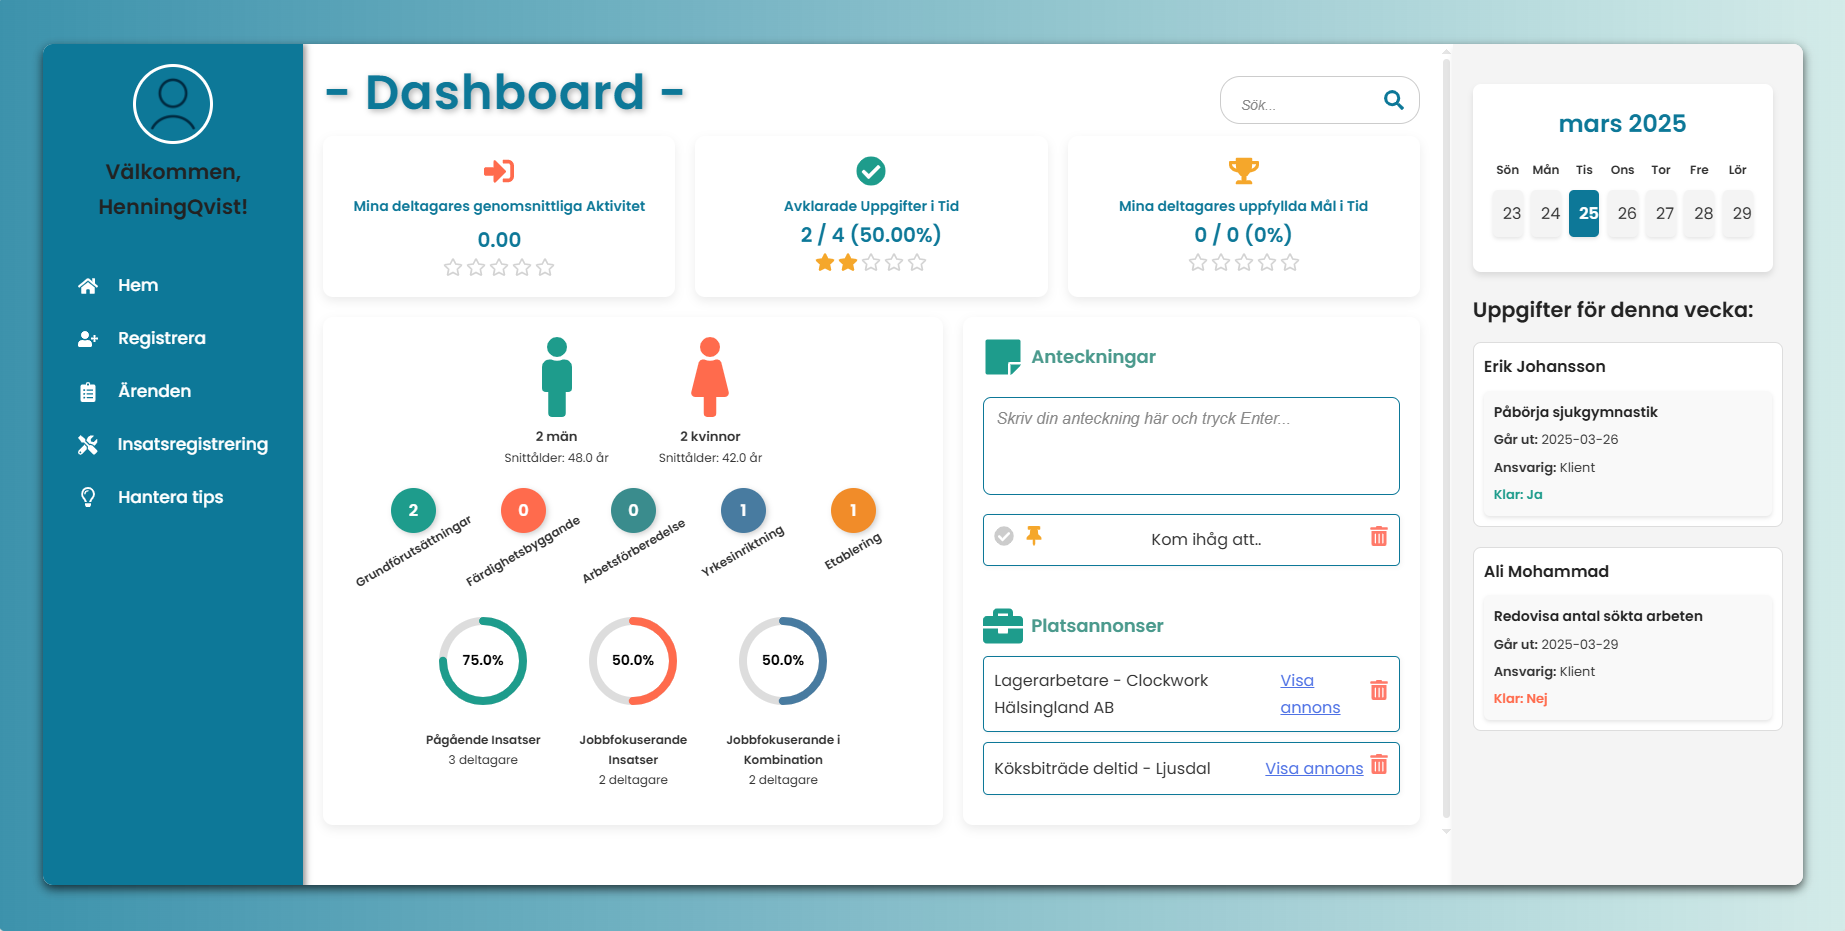 Välkommen,
HenningQvist!
Hem
Registrera
Ärenden
Insatsregistrering
Hantera tips
- Dashboard -
Sök...
Mina deltagares genomsnittliga Aktivitet
0.00
Avklarade Uppgifter i Tid
2 / 4 (50.00%)
Mina deltagares uppfyllda Mål i Tid
0 / 0 (0%)
2 män
Snittålder: 48.0 år
2 kvinnor
Snittålder: 42.0 år
2
Grundförutsättningar
0
Färdighetsbyggande
0
Arbetsförberedelse
1
Yrkesinriktning
1
Etablering
75.0%
Pågående Insatser
3 deltagare
50.0%
Jobbfokuserande
Insatser
2 deltagare
50.0%
Jobbfokuserande i
Kombination
2 deltagare
Anteckningar
Skriv din anteckning här och tryck Enter...
Kom ihåg att..
Platsannonser
Lagerarbetare - Clockwork
Hälsingland AB
Visa
annons
Köksbiträde deltid - Ljusdal
Visa annons
mars 2025
Sön Mån Tis Ons Tor Fre Lör
23 24 25 26 27 28 29
Uppgifter för denna vecka:
Erik Johansson
Påbörja sjukgymnastik
Går ut: 2025-03-26
Ansvarig: Klient
Klar: Ja
Ali Mohammad
Redovisa antal sökta arbeten
Går ut: 2025-03-29
Ansvarig: Klient
Klar: Nej